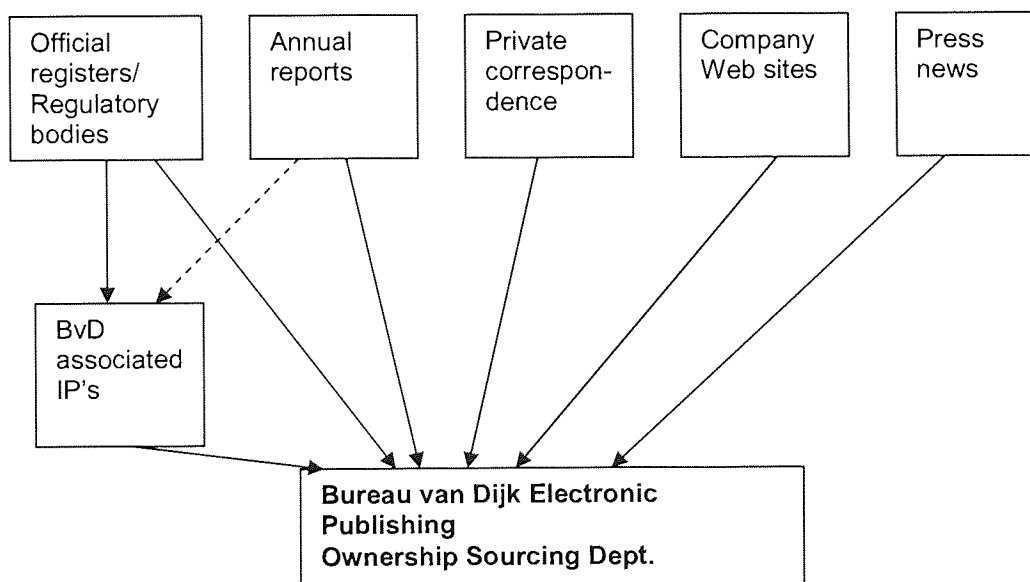 Official
registers/
Regulatory
bodies
Annual
reports
Private
correspon-
dence
Company
Web sites
Press
news
BvD
associated
IP's
Bureau van Dijk Electronic
Publishing
Ownership Sourcing Dept.